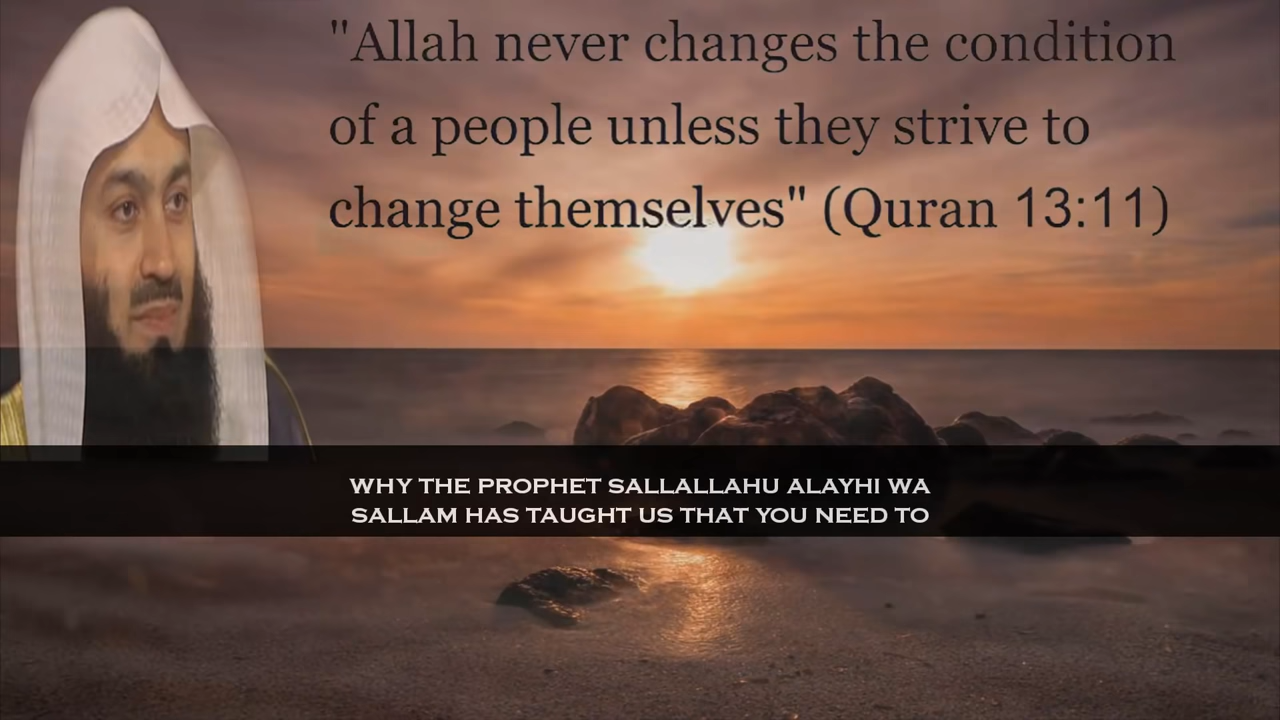 "Allah never changes the condition
of a people unless they strive to
change themselves" (Quran 13:11)
WHY THE PROPHET SALLALLAHU ALAYHI WA
SALLAM HAS TAUGHT US THAT YOU NEED TO